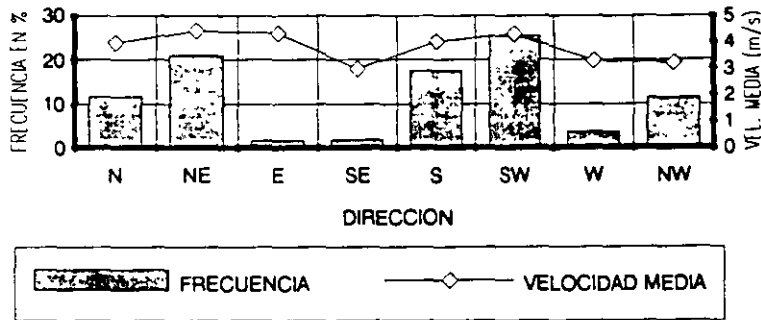 FRECUENCIA EN %
30
20
10
0
5
4
3
2
1
0
VEL. MEDIA (m/s)
N NE E SE S SW W NW
DIRECCION
FRECUENCIA VELOCIDAD MEDIA